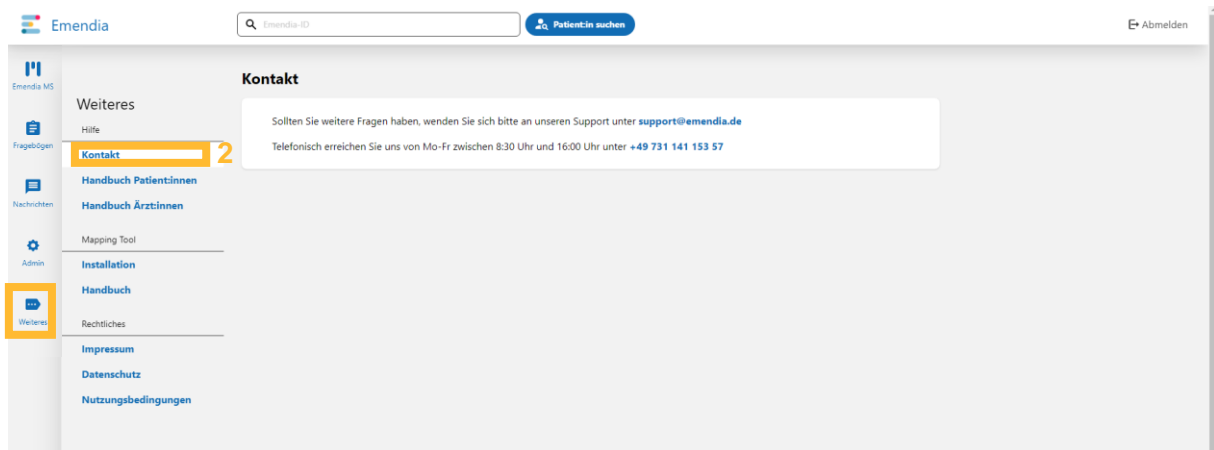 Emendia
Emendia-ID
Patient:in suchen
Abmelden
Emendia MS
Fragebögen
Nachrichten
Admin
Weiteres
Weiteres
Hilfe
Kontakt
2
Handbuch Patient:innen
Handbuch Ärzt:innen
Mapping Tool
Installation
Handbuch
Rechtliches
Impressum
Datenschutz
Nutzungsbedingungen
Kontakt
Sollten Sie weitere Fragen haben, wenden Sie sich bitte an unseren Support unter support@emendia.de
Telefonisch erreichen Sie uns von Mo-Fr zwischen 8:30 Uhr und 16:00 Uhr unter +49 731 141 153 57